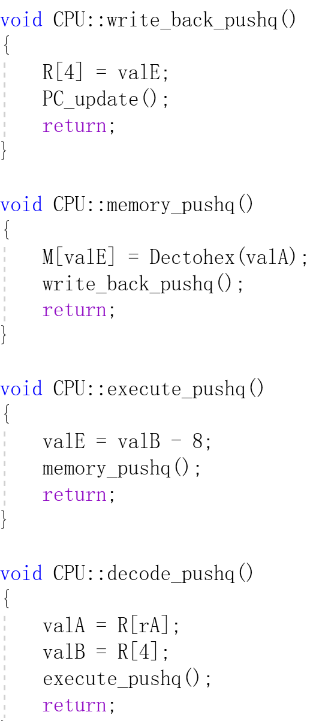 void CPU::write_back_pushq()
{
    R[4] = valE;
    PC_update();
    return;
}
void CPU::memory_pushq()
{
    M[valE] = Dectohex(valA);
    write_back_pushq();
    return;
}
void CPU::execute_pushq()
{
    valE = valB - 8;
    memory_pushq();
    return;
}
void CPU::decode_pushq()
{
    valA = R[rA];
    valB = R[4];
    execute_pushq();
    return;